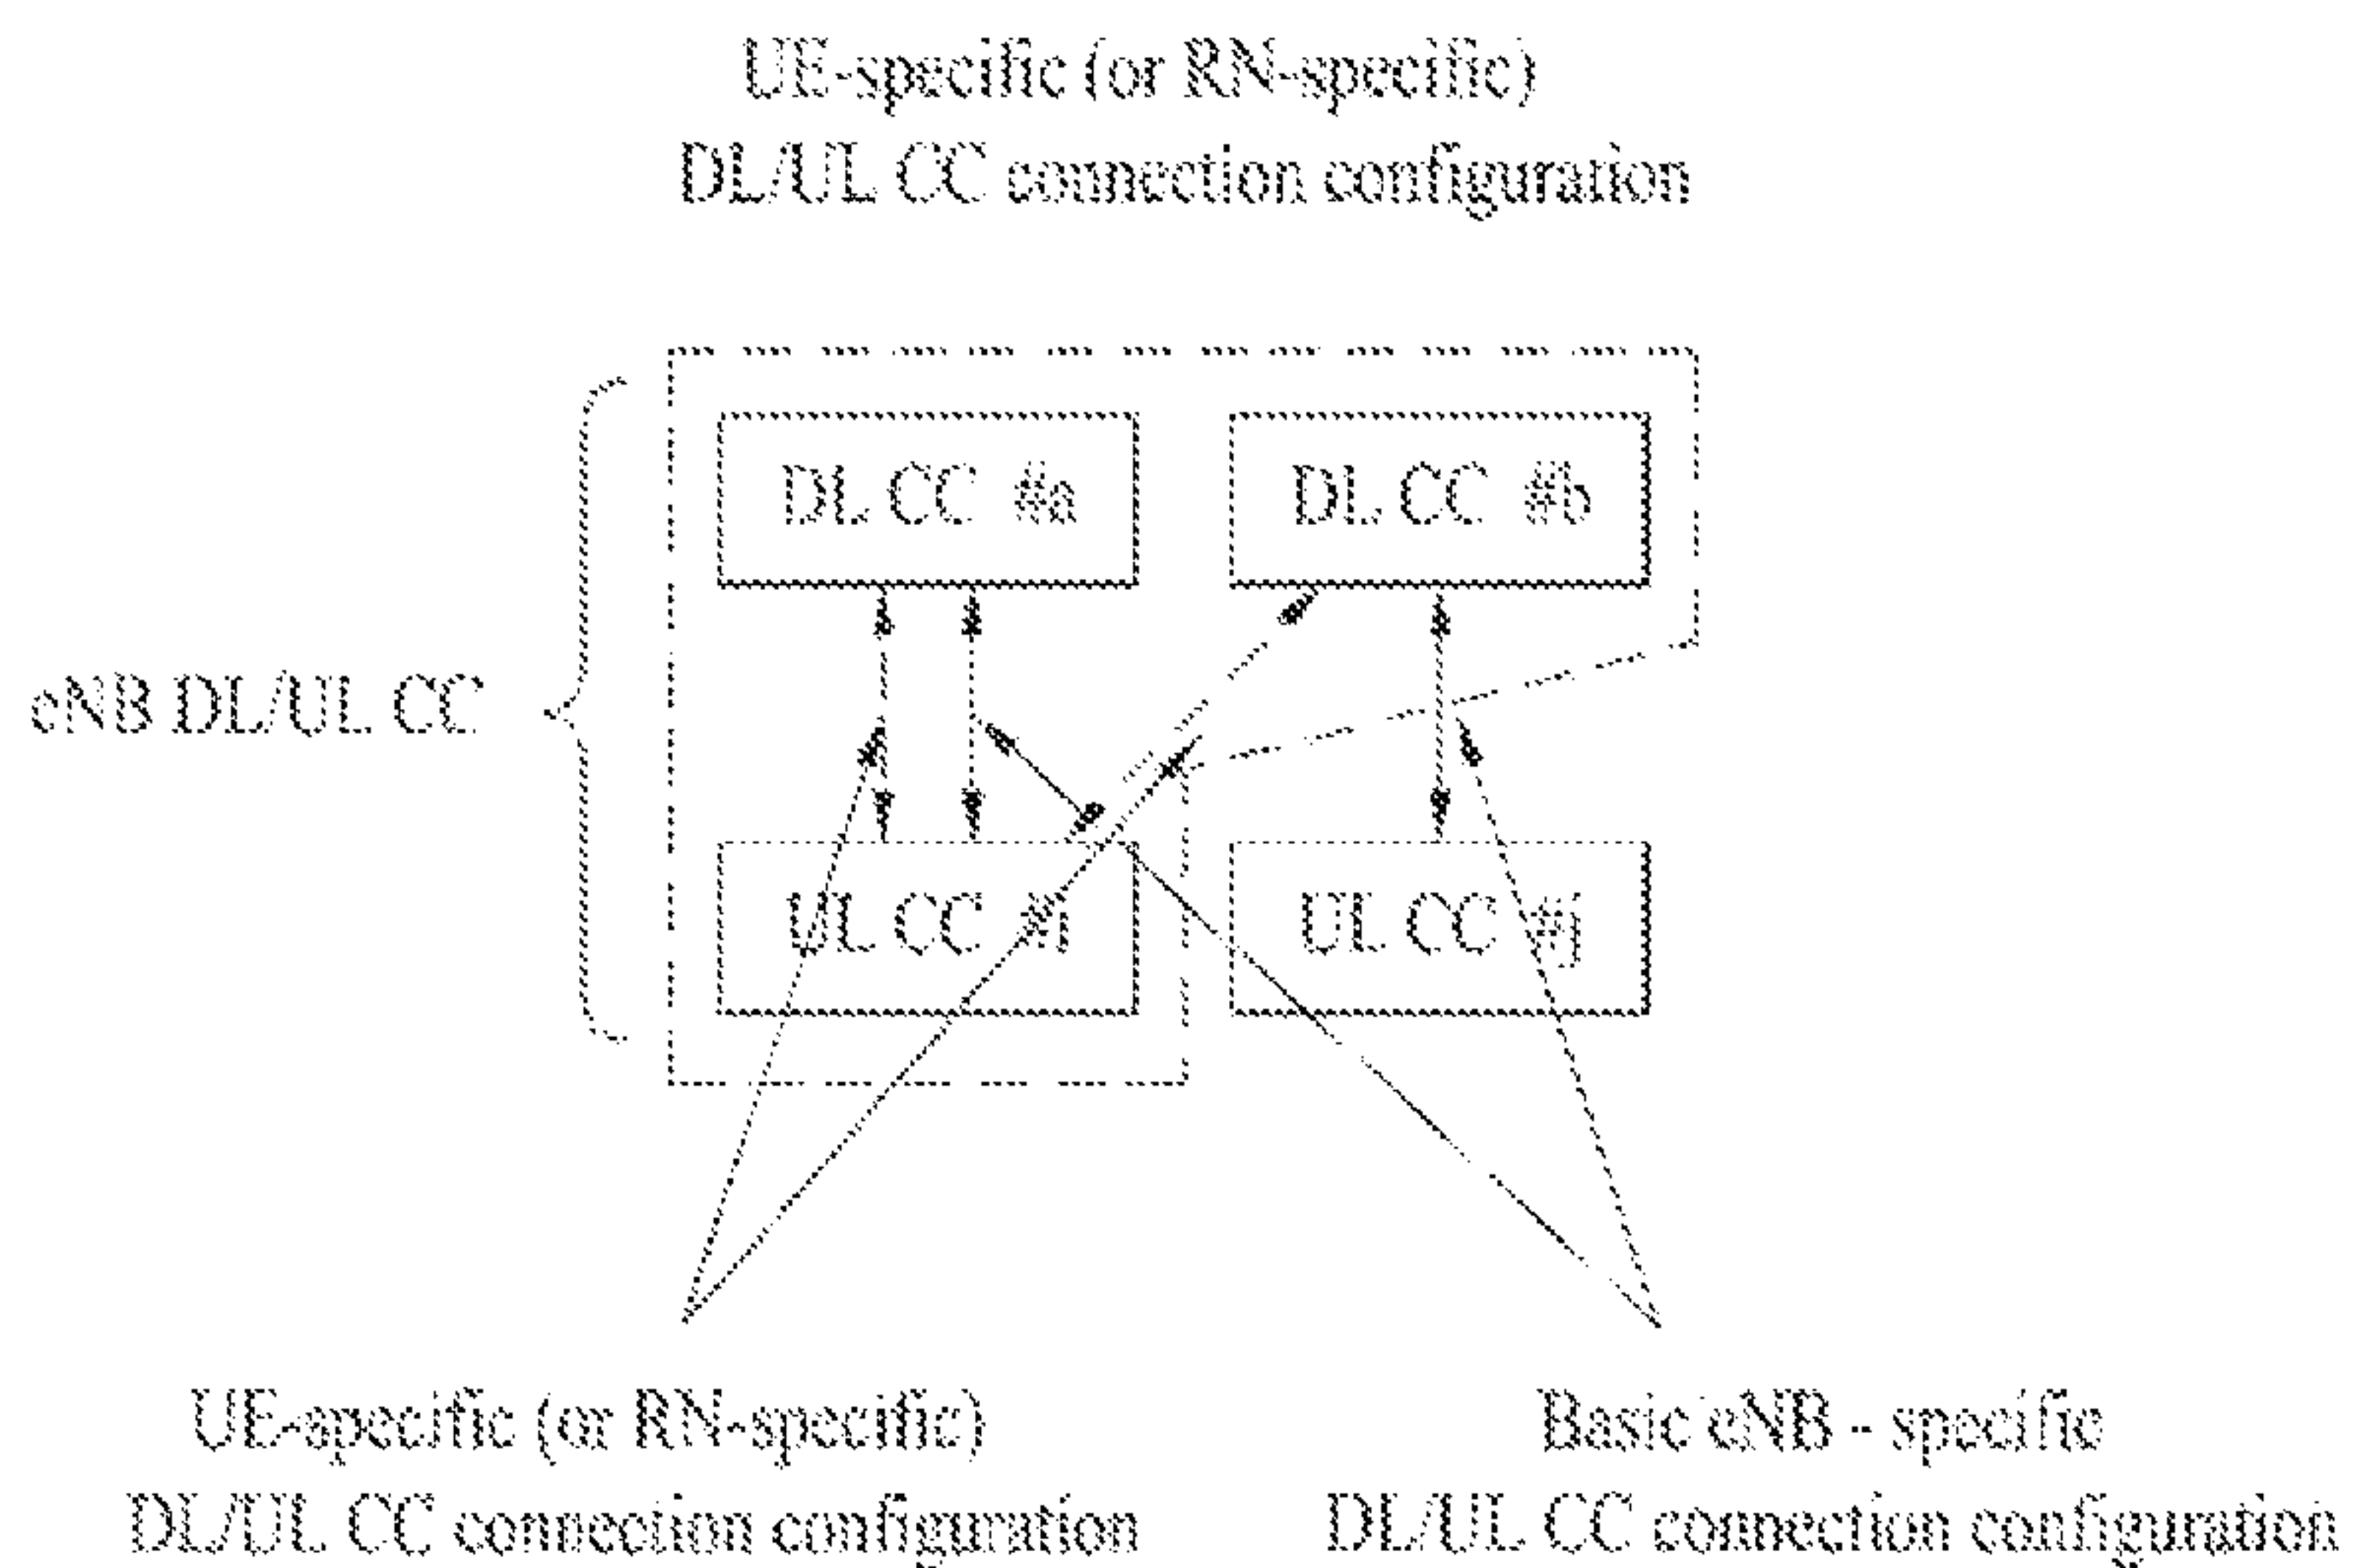 UE-specific (or RN-specific)
DL/UL CC connection configuration
DL CC #a
DL CC #b
eNB DL/UL CC
UL CC #i
UL CC #j
UE-apecific (or RN-specific)
DL/UL CC connection configuration
Basic eNB - specific
DL/UL CC connection configuration